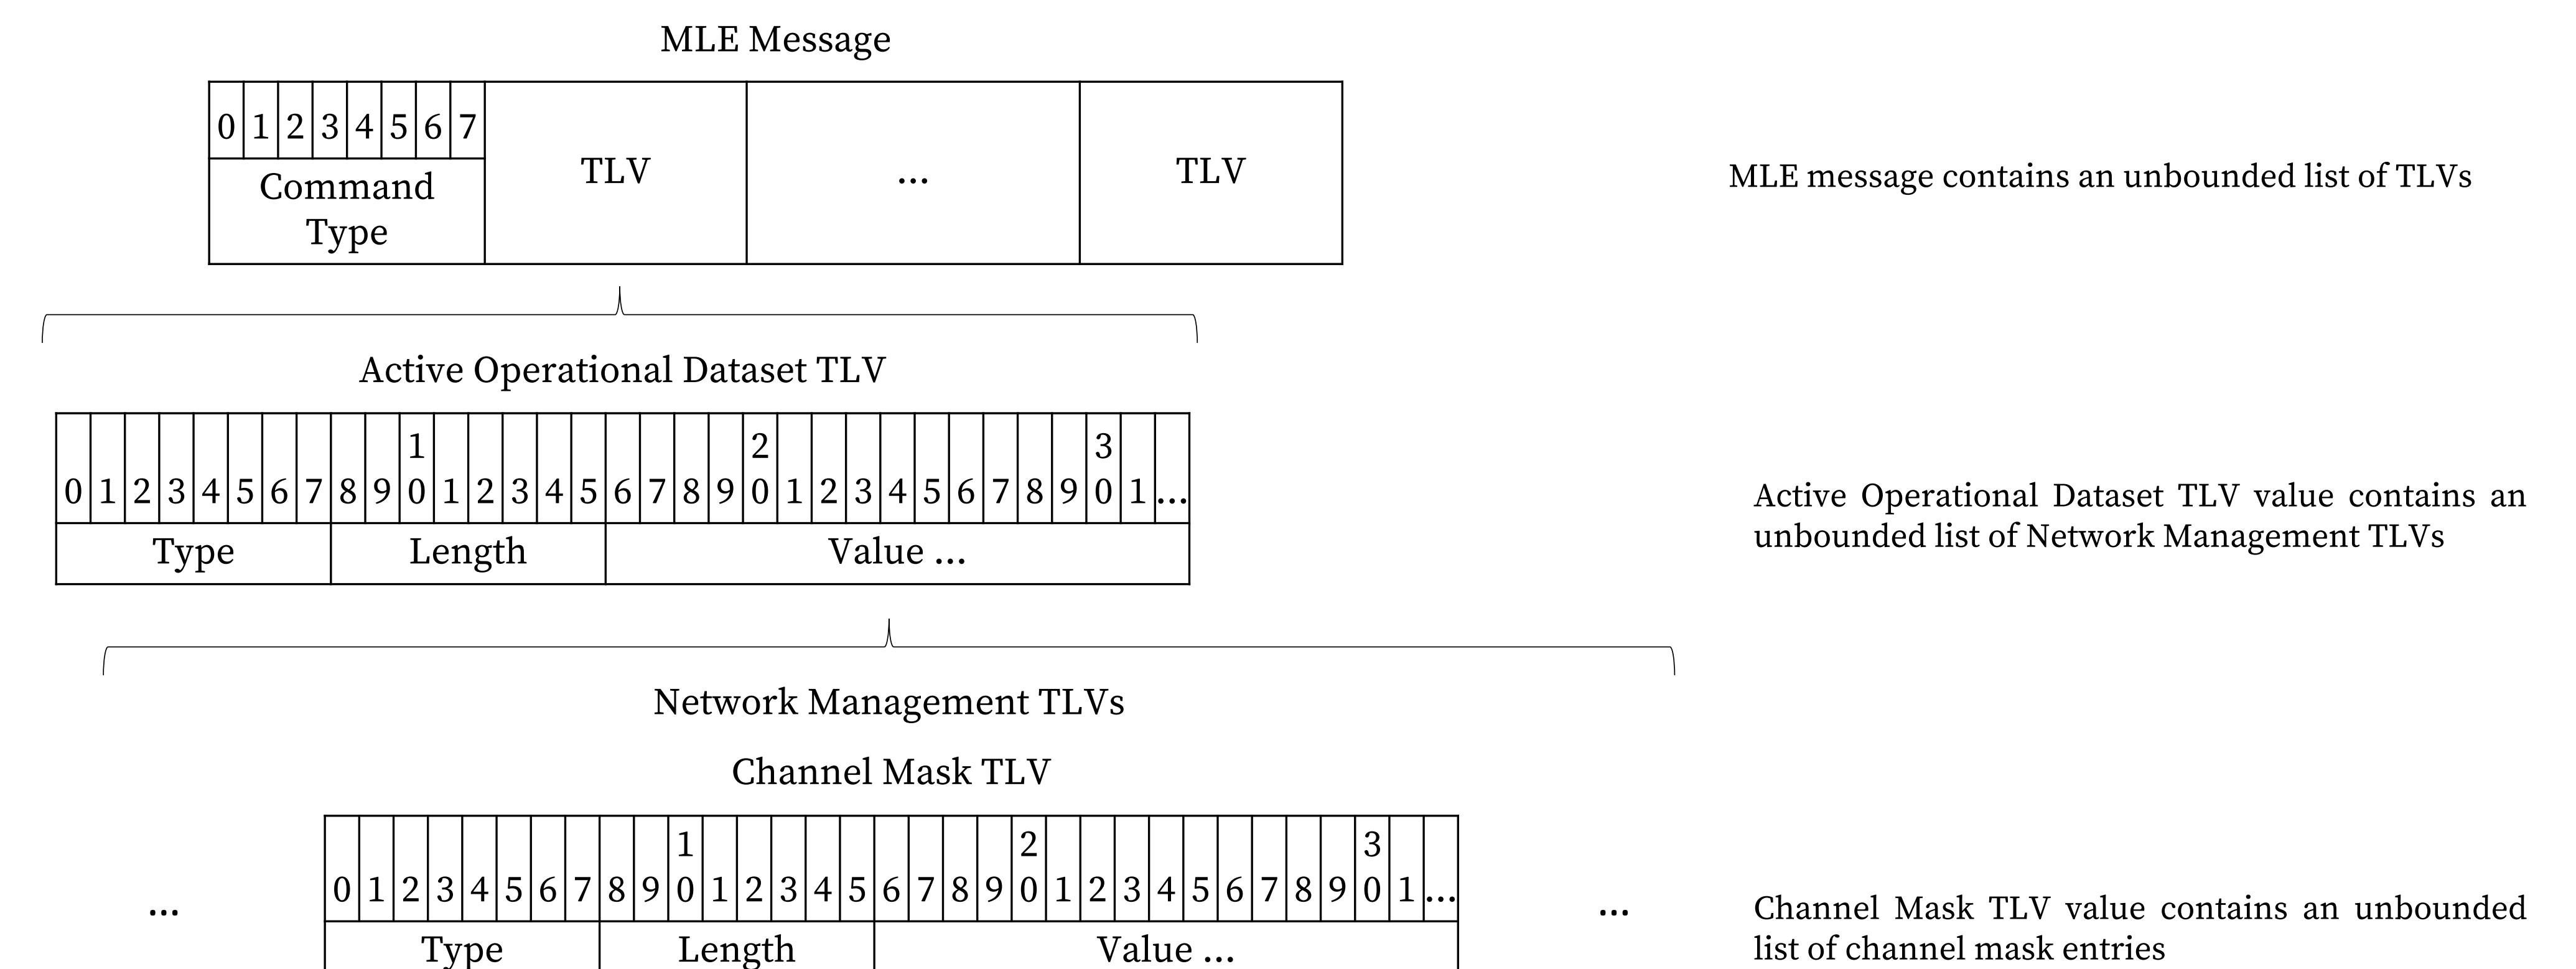 MLE Message
0 1 2 3 4 5 6 7
Command
Type
TLV
...
TLV
MLE message contains an unbounded list of TLVs
Active Operational Dataset TLV
1 2 3
0 1 2 3 4 5 6 7 8 9 0 1 2 3 4 5 6 7 8 9 0 1 2 3 4 5 6 7 8 9 0 1 ...
Type Length Value ...
Active Operational Dataset TLV value contains an
unbounded list of Network Management TLVs
Network Management TLVs
Channel Mask TLV
1 2 3
0 1 2 3 4 5 6 7 8 9 0 1 2 3 4 5 6 7 8 9 0 1 2 3 4 5 6 7 8 9 0 1 ...
... ...
Type Length Value ...
Channel Mask TLV value contains an unbounded
list of channel mask entries